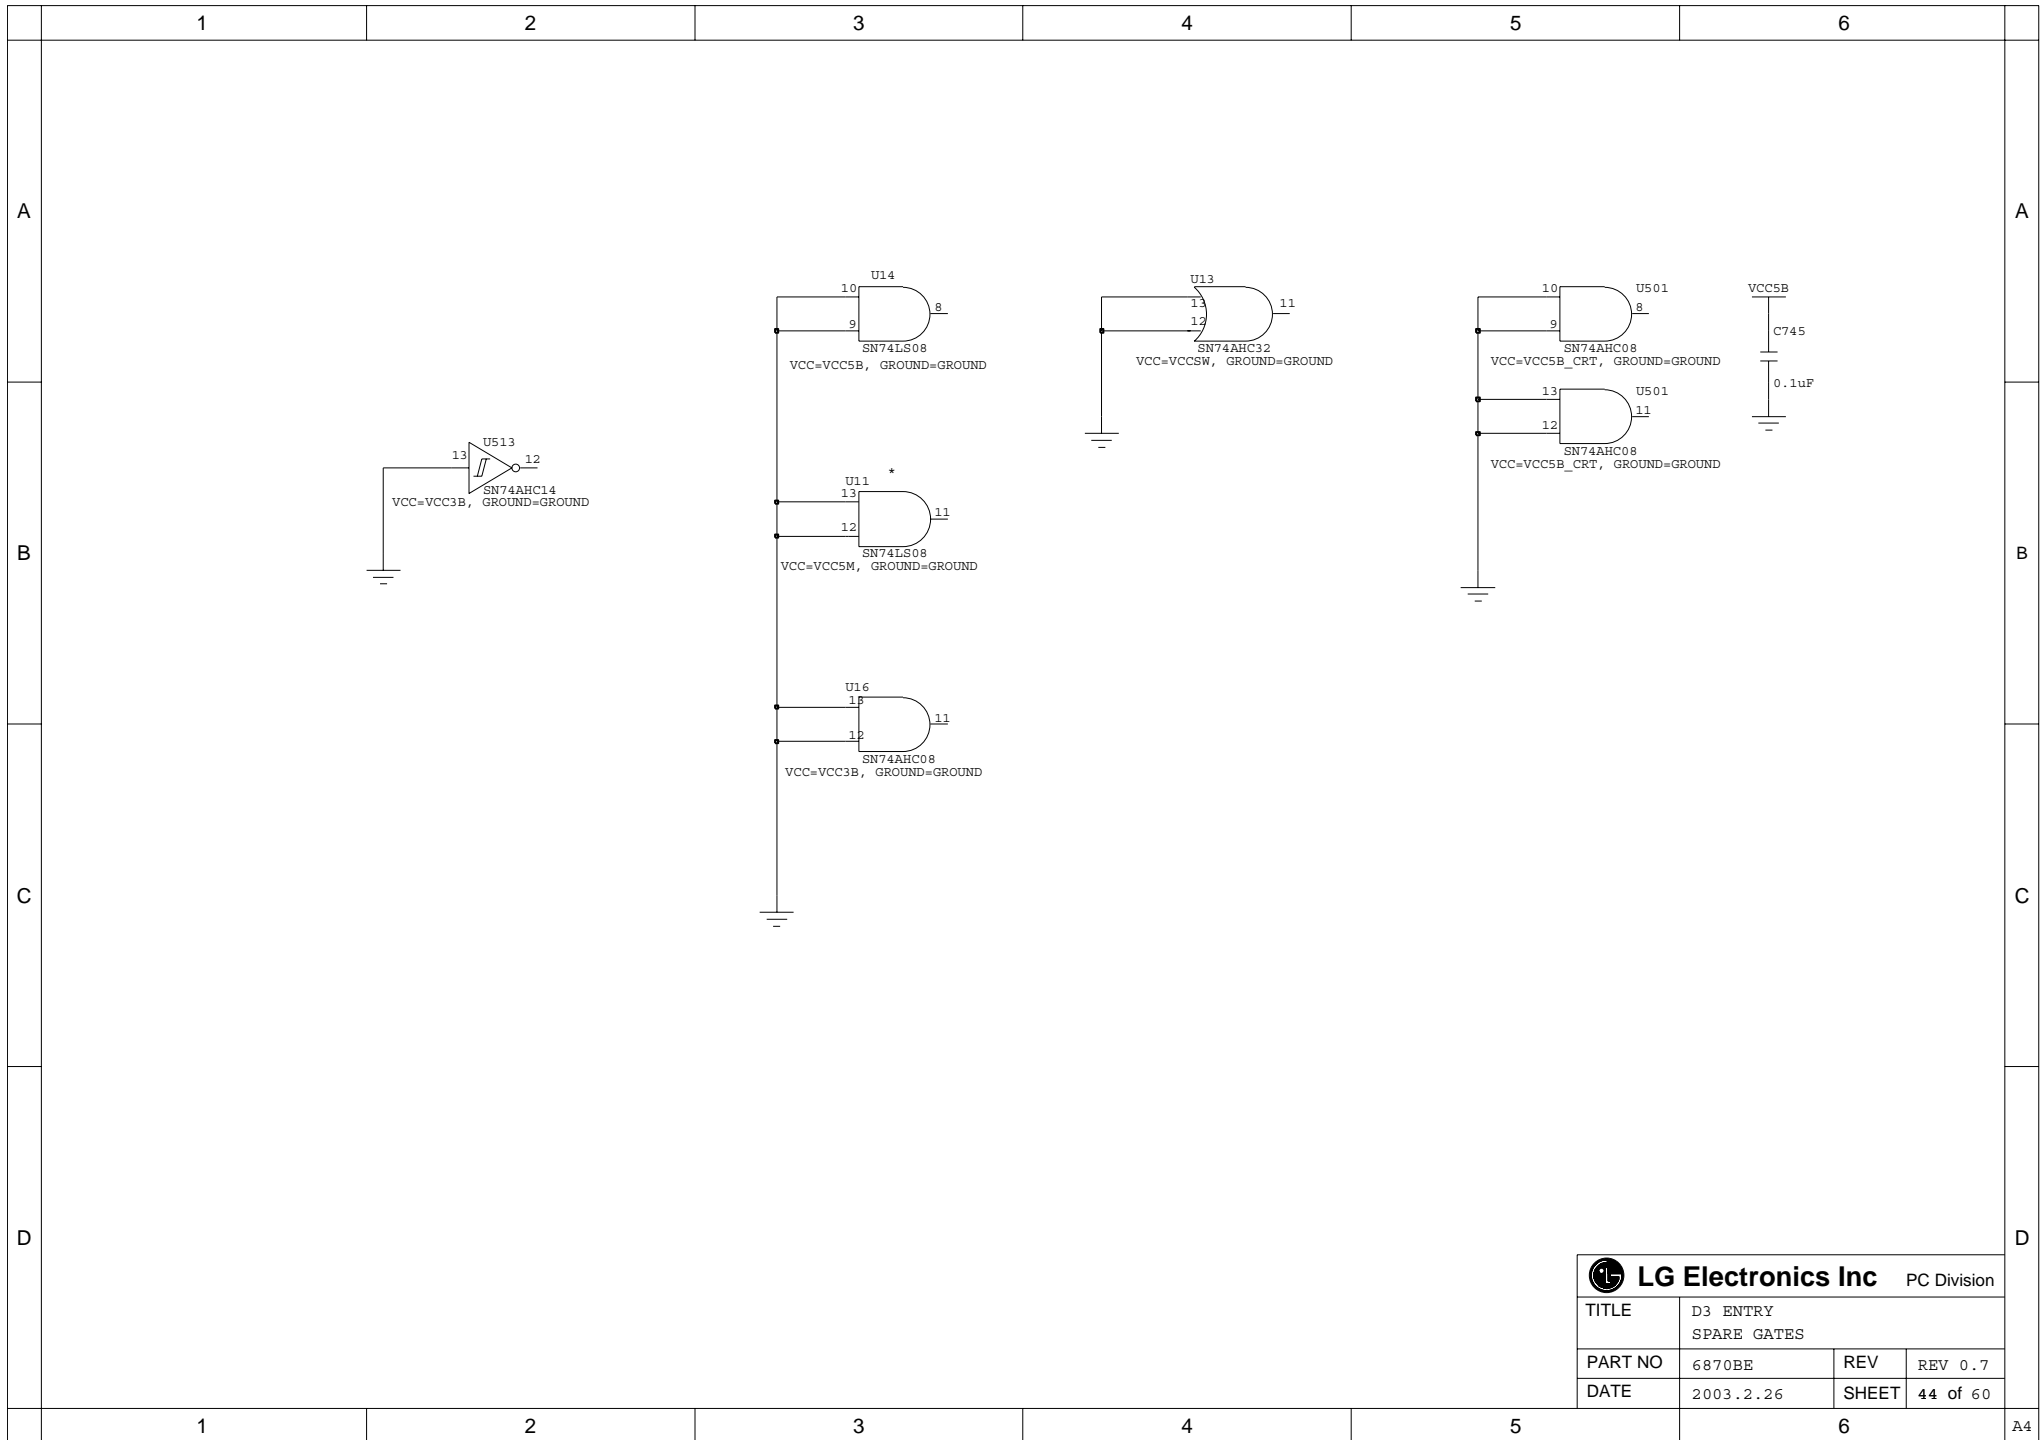 1 2 3 4 5 6
A A
U14
10
9
8
SN74LS08
VCC=VCC5B, GROUND=GROUND
U13
13
12
11
SN74AHC32
VCC=VCCSW, GROUND=GROUND
U501
10
9
8
SN74AHC08
VCC=VCC5B_CRT, GROUND=GROUND
U501
13
12
11
SN74AHC08
VCC=VCC5B_CRT, GROUND=GROUND
VCC5B
C745
0.1uF
U513
13
12
SN74AHC14
VCC=VCC3B, GROUND=GROUND
*
U11
13
12
11
SN74LS08
VCC=VCC5M, GROUND=GROUND
B B
U16
13
12
11
SN74AHC08
VCC=VCC3B, GROUND=GROUND
C C
D D
LG Electronics Inc PC Division
TITLE D3 ENTRY
SPARE GATES
PART NO 6870BE REV REV 0.7
DATE 2003.2.26 SHEET 44 of 60
1 2 3 4 5 6 A4